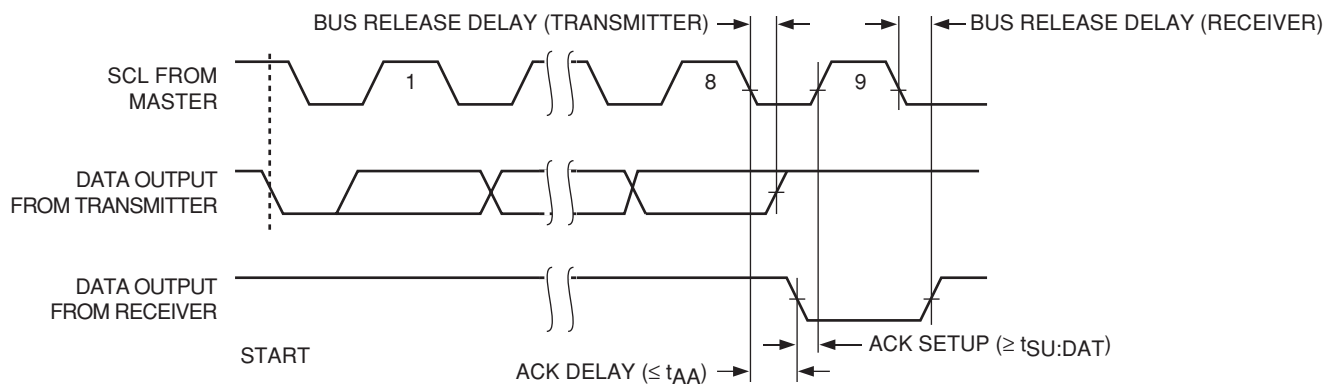 BUS RELEASE DELAY (TRANSMITTER)
BUS RELEASE DELAY (RECEIVER)
SCL FROM
MASTER
1
8
9
DATA OUTPUT
FROM TRANSMITTER
DATA OUTPUT
FROM RECEIVER
START
ACK SETUP (≥ tSU:DAT)
ACK DELAY (≤ tAA)